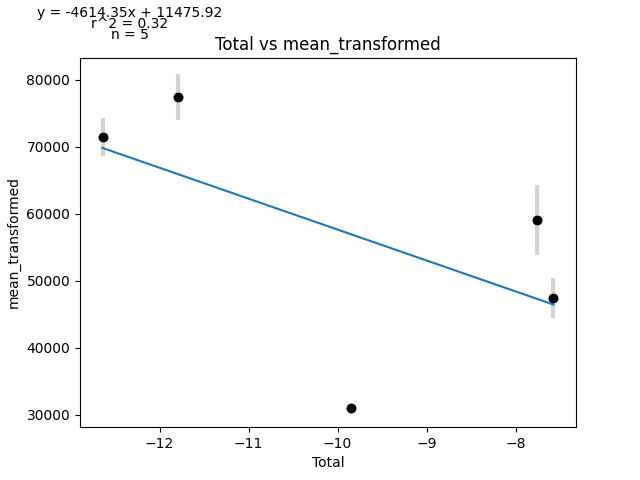 y = -4614.35x + 11475.92
r^2 = 0.32
n = 5
Total vs mean_transformed
80000
70000
60000
50000
40000
30000
mean_transformed
−12
−11
−10
−9
−8
Total